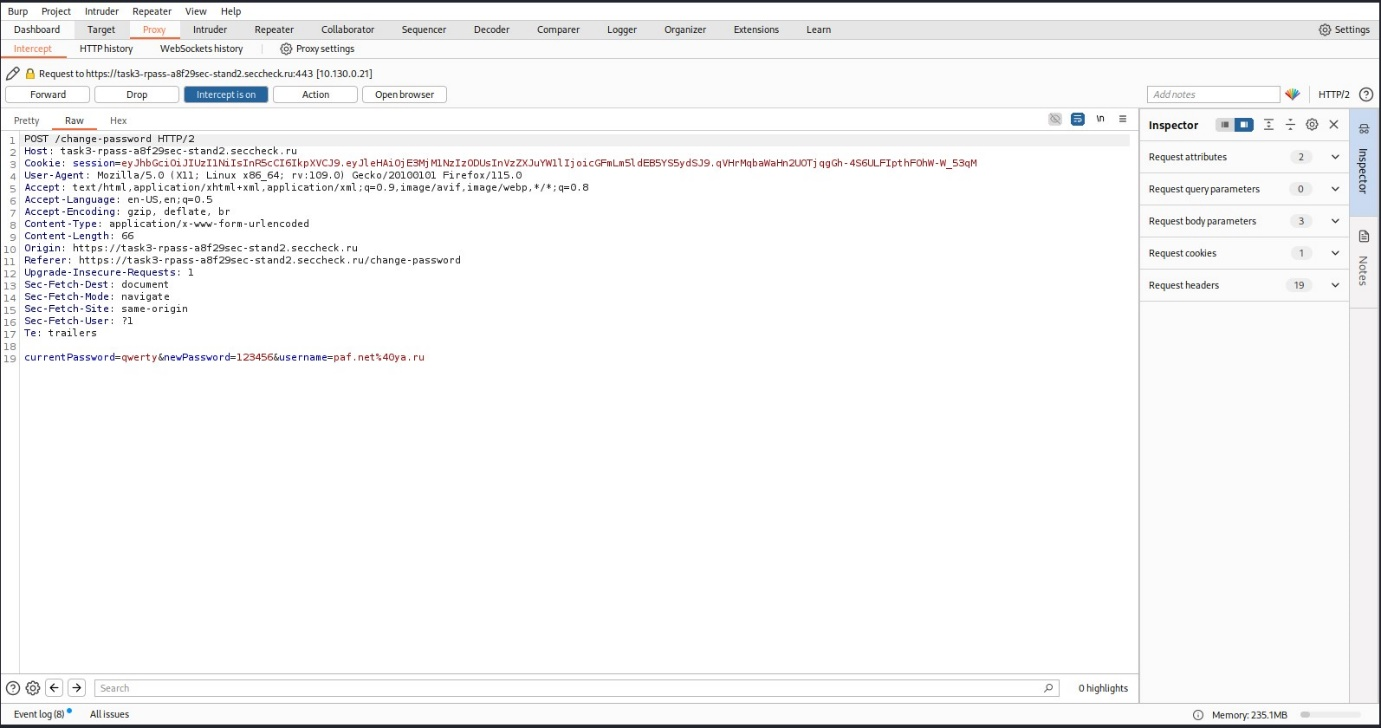 Burp Project Intruder Repeater View Help
Dashboard Target Proxy Intruder Repeater Collaborator Sequencer Decoder Comparer Logger Organizer Extensions Learn Settings
Intercept HTTP history WebSockets history Proxy settings
Request to https://task3-rpass-a8f29sec-stand2.seccheck.ru:443 [10.130.0.21]
Forward Drop Intercept is on Action Open browser Add notes HTTP/2
Pretty Raw Hex \n Inspector
1 POST /change-password HTTP/2
2 Host: task3-rpass-a8f29sec-stand2.seccheck.ru
3 Cookie: session=
4 User-Agent: Mozilla/5.0 (X11; Linux x86_64; rv:109.0) Gecko/20100101 Firefox/115.0
5 Accept: text/html,application/xhtml+xml,application/xml;q=0.9,image/avif,image/webp,*/*;q=0.8
6 Accept-Language: en-US,en;q=0.5
7 Accept-Encoding: gzip, deflate, br
8 Content-Type: application/x-www-form-urlencoded
9 Content-Length: 66
10 Origin: https://task3-rpass-a8f29sec-stand2.seccheck.ru
11 Referer: https://task3-rpass-a8f29sec-stand2.seccheck.ru/change-password
12 Upgrade-Insecure-Requests: 1
13 Sec-Fetch-Dest: document
14 Sec-Fetch-Mode: navigate
15 Sec-Fetch-Site: same-origin
16 Sec-Fetch-User: ?1
17 Te: trailers
18
19 currentPassword=qwerty&newPassword=123456&username=paf.net%40ya.ru
Request attributes 2
Request query parameters 0
Request body parameters 3
Request cookies 1
Request headers 19
Inspector
Notes
Search 0 highlights
Event log (8) All issues Memory: 235.1MB